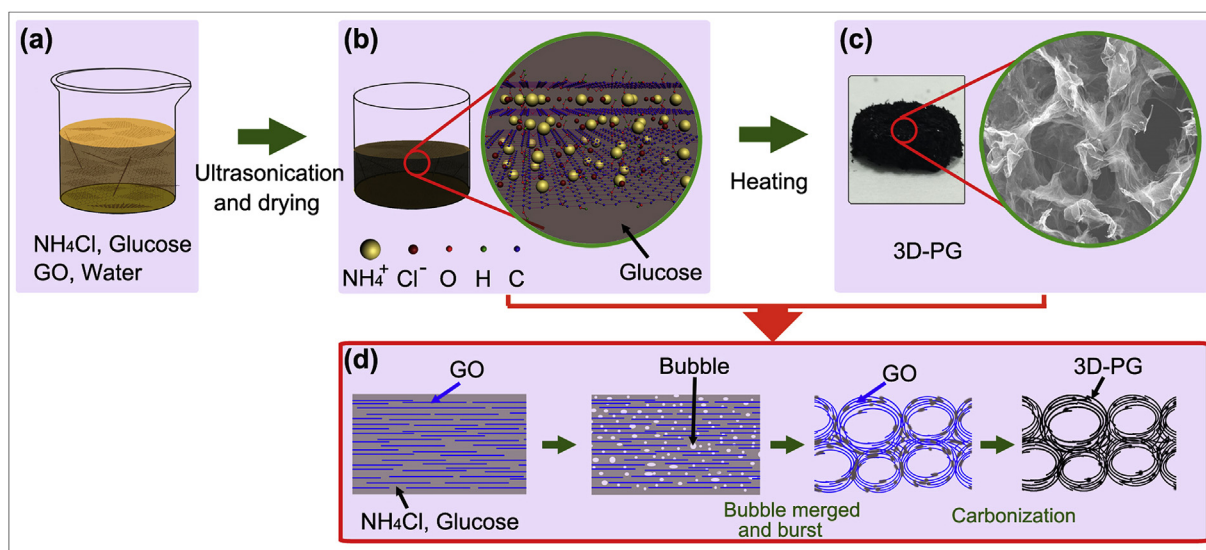 (a)
NH₄Cl, Glucose
GO, Water
Ultrasonication
and drying
(b)
NH₄⁺ Cl⁻ O H C
Glucose
Heating
(c)
3D-PG
(d)
GO
NH₄Cl, Glucose
Bubble
Bubble merged
and burst
GO
Carbonization
3D-PG